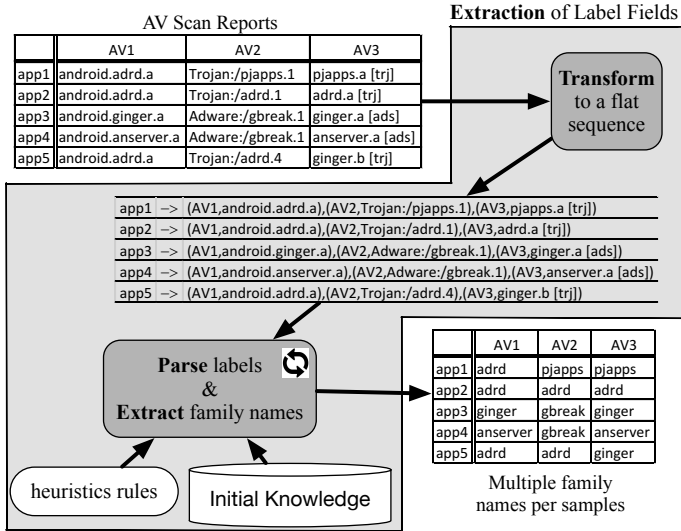 AV Scan Reports
Extraction of Label Fields
AV1 AV2 AV3
app1 android.adrd.a Trojan:/pjapps.1 pjapps.a [trj]
app2 android.adrd.a Trojan:/adrd.1 adrd.a [trj]
app3 android.ginger.a Adware:/gbreak.1 ginger.a [ads]
app4 android.anserver.a Adware:/gbreak.1 anserver.a [ads]
app5 android.adrd.a Trojan:/adrd.4 ginger.b [trj]
Transform
to a flat
sequence
app1 –> (AV1,android.adrd.a),(AV2,Trojan:/pjapps.1),(AV3,pjapps.a [trj])
app2 –> (AV1,android.adrd.a),(AV2,Trojan:/adrd.1),(AV3,adrd.a [trj])
app3 –> (AV1,android.ginger.a),(AV2,Adware:/gbreak.1),(AV3,ginger.a [ads])
app4 –> (AV1,android.anserver.a),(AV2,Adware:/gbreak.1),(AV3,anserver.a [ads])
app5 –> (AV1,android.adrd.a),(AV2,Trojan:/adrd.4),(AV3,ginger.b [trj])
Parse labels
&
Extract family names
heuristics rules
Initial Knowledge
AV1 AV2 AV3
app1 adrd pjapps pjapps
app2 adrd adrd adrd
app3 ginger gbreak ginger
app4 anserver gbreak anserver
app5 adrd adrd ginger
Multiple family
names per samples